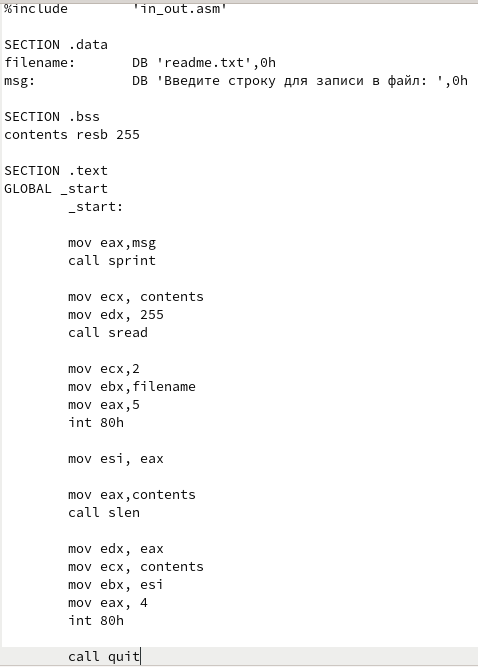 %include        'in_out.asm'
SECTION .data
filename:       DB 'readme.txt',0h
msg:            DB 'Введите строку для записи в файл: ',0h
SECTION .bss
contents resb 255
SECTION .text
GLOBAL _start
        _start:
        mov eax,msg
        call sprint
        mov ecx, contents
        mov edx, 255
        call sread
        mov ecx,2
        mov ebx,filename
        mov eax,5
        int 80h
        mov esi, eax
        mov eax,contents
        call slen
        mov edx, eax
        mov ecx, contents
        mov ebx, esi
        mov eax, 4
        int 80h
        call quit